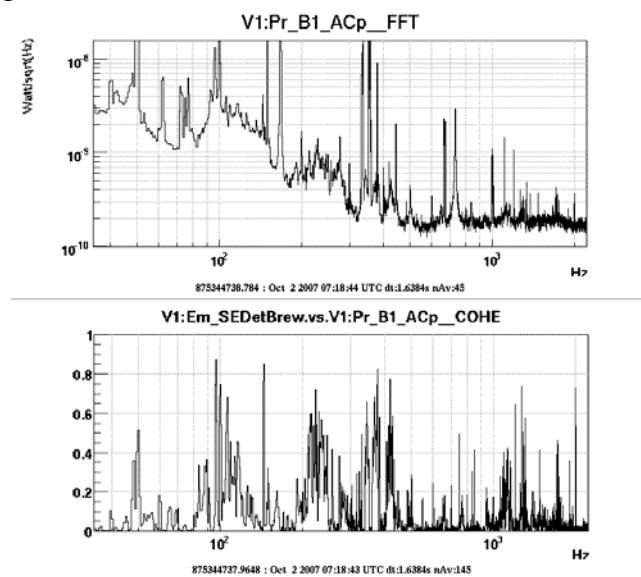 V1:Pr_B1_ACp__FFT
Watt/sqrt(Hz)
10⁻⁸
10⁻⁹
10⁻¹⁰
10² 10³
Hz
875344738.784 : Oct 2 2007 07:18:44 UTC dt:1.6384s nAv:45
V1:Em_SEDetBrew.vs.V1:Pr_B1_ACp__COHE
1
0.8
0.6
0.4
0.2
0
10² 10³
Hz
875344737.9648 : Oct 2 2007 07:18:43 UTC dt:1.6384s nAv:145